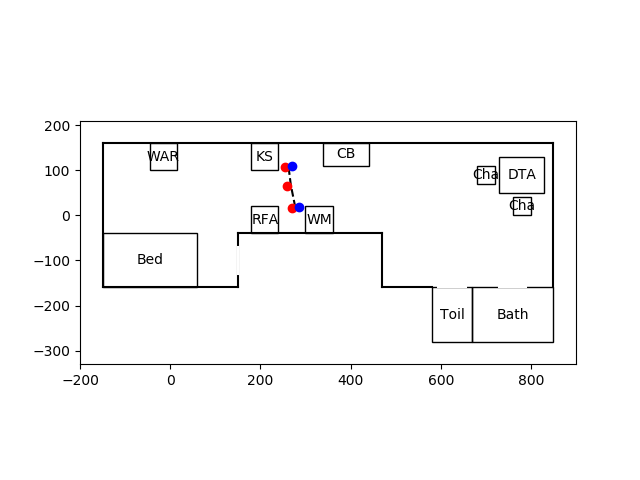 200
100
0
−100
−200
−300
WAR
KS
CB
Cha
DTA
Cha
RFA
WM
Bed
Toil
Bath
−200
0
200
400
600
800